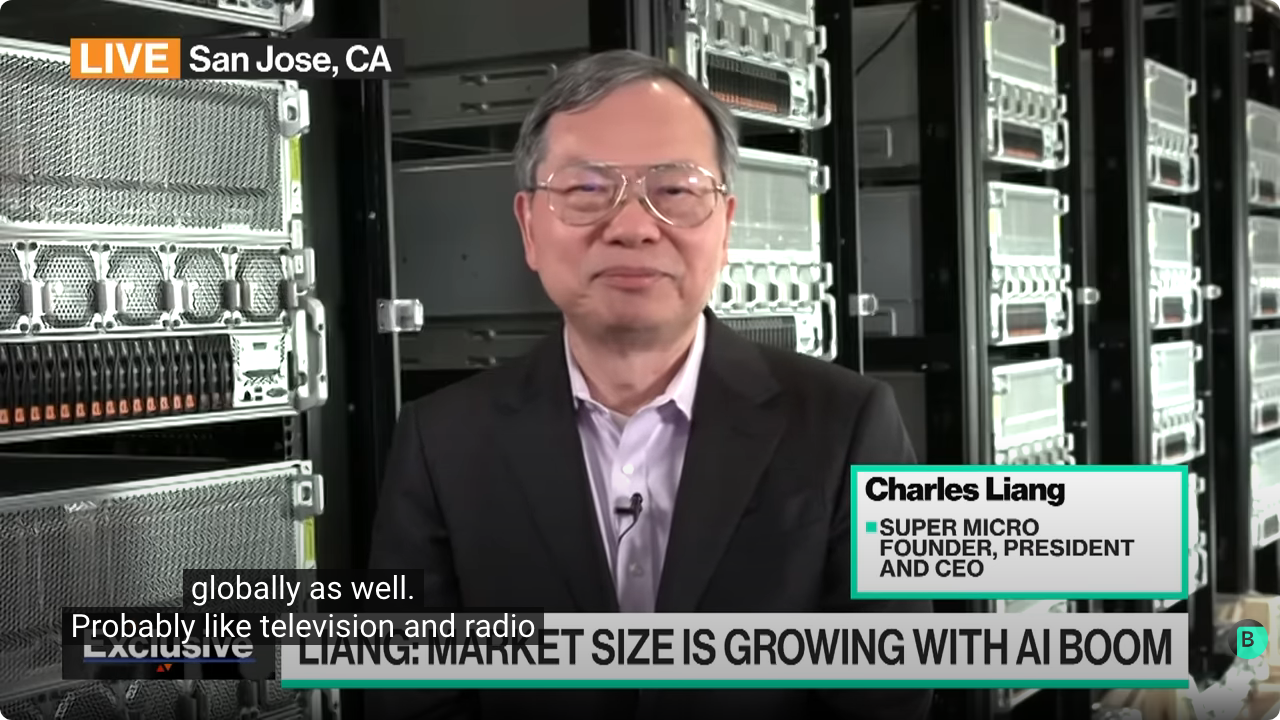 LIVE San Jose, CA
Charles Liang
SUPER MICRO
FOUNDER, PRESIDENT
AND CEO
globally as well.
Probably like television and radio
Exclusive
LIANG: MARKET SIZE IS GROWING WITH AI BOOM
B